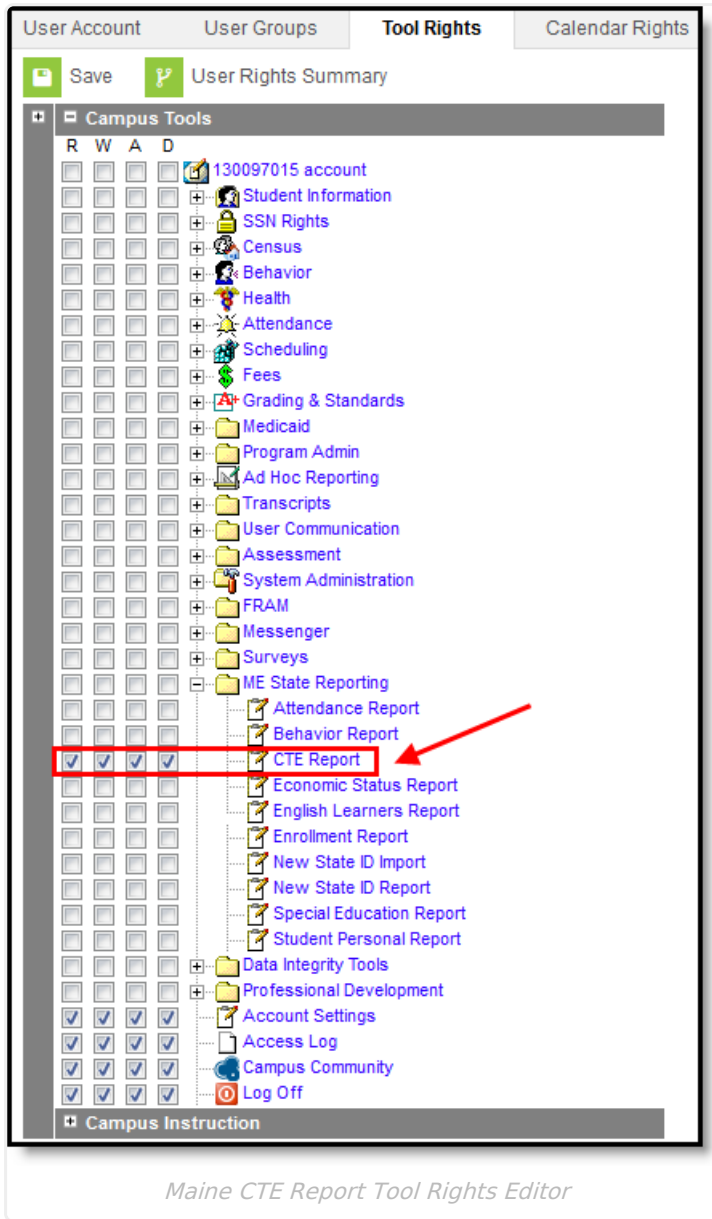 User Account User Groups Tool Rights Calendar Rights
Save User Rights Summary
Campus Tools
R W A D
130097015 account
Student Information
SSN Rights
Census
Behavior
Health
Attendance
Scheduling
Fees
Grading & Standards
Medicaid
Program Admin
Ad Hoc Reporting
Transcripts
User Communication
Assessment
System Administration
FRAM
Messenger
Surveys
ME State Reporting
Attendance Report
Behavior Report
CTE Report
Economic Status Report
English Learners Report
Enrollment Report
New State ID Import
New State ID Report
Special Education Report
Student Personal Report
Data Integrity Tools
Professional Development
Account Settings
Access Log
Campus Community
Log Off
Campus Instruction
Maine CTE Report Tool Rights Editor